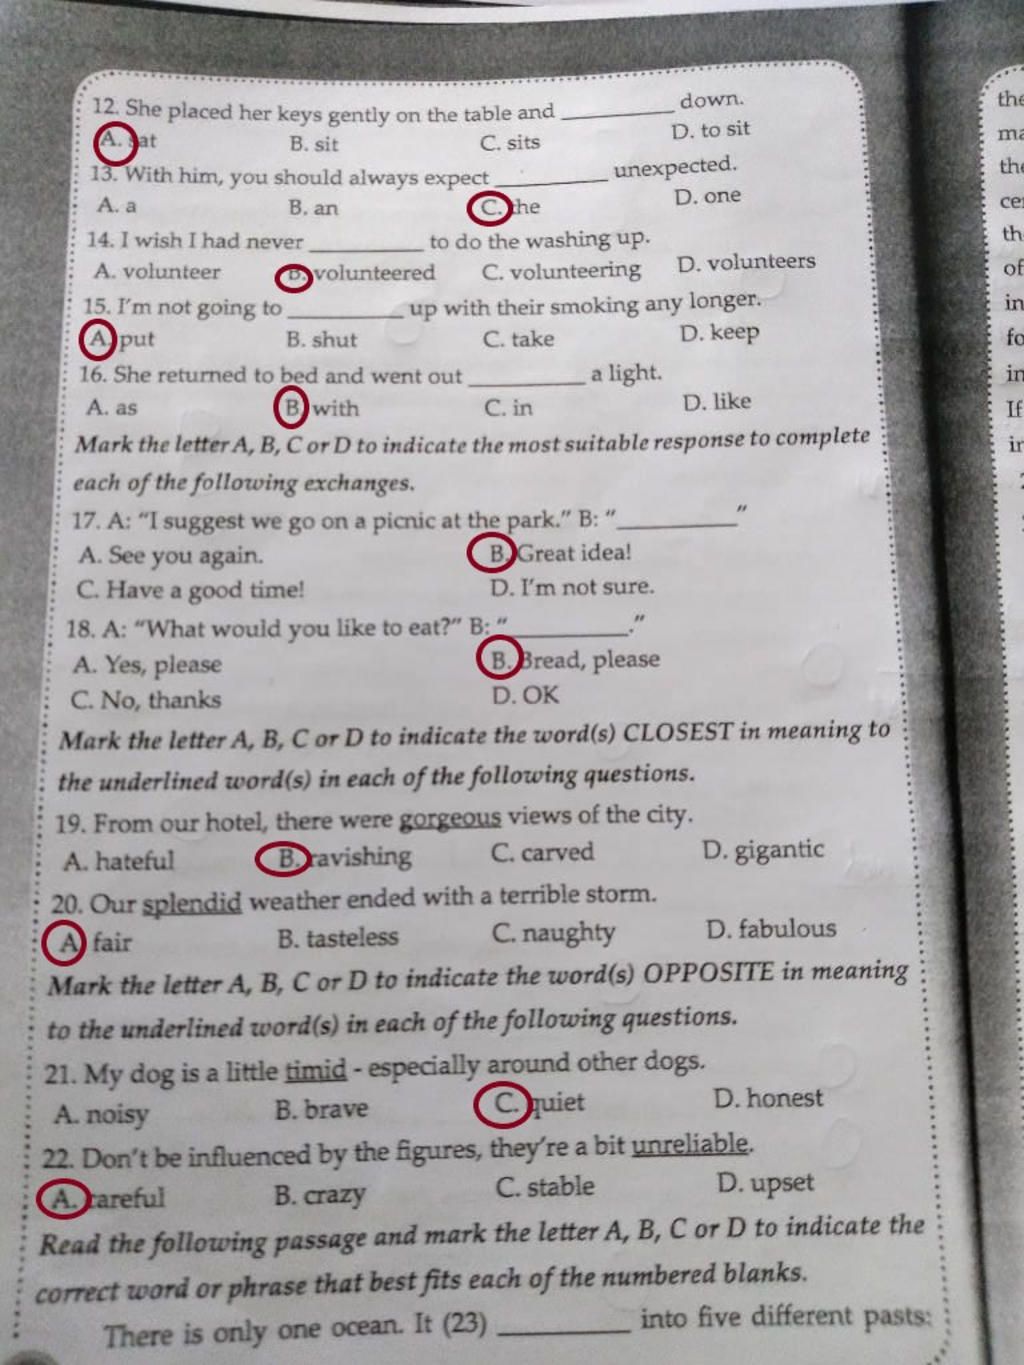 12. She placed her keys gently on the table and __________ down.
A. sat B. sit C. sits D. to sit
13. With him, you should always expect __________ unexpected.
A. a B. an C. the D. one
14. I wish I had never __________ to do the washing up.
A. volunteer B. volunteered C. volunteering D. volunteers
15. I'm not going to __________ up with their smoking any longer.
A. put B. shut C. take D. keep
16. She returned to bed and went out __________ a light.
A. as B. with C. in D. like
Mark the letter A, B, C or D to indicate the most suitable response to complete
each of the following exchanges.
17. A: “I suggest we go on a picnic at the park.” B: “__________”
A. See you again. B. Great idea!
C. Have a good time! D. I'm not sure.
18. A: “What would you like to eat?” B: “__________.”
A. Yes, please B. Bread, please
C. No, thanks D. OK
Mark the letter A, B, C or D to indicate the word(s) CLOSEST in meaning to
the underlined word(s) in each of the following questions.
19. From our hotel, there were gorgeous views of the city.
A. hateful B. ravishing C. carved D. gigantic
20. Our splendid weather ended with a terrible storm.
A. fair B. tasteless C. naughty D. fabulous
Mark the letter A, B, C or D to indicate the word(s) OPPOSITE in meaning
to the underlined word(s) in each of the following questions.
21. My dog is a little timid - especially around other dogs.
A. noisy B. brave C. quiet D. honest
22. Don't be influenced by the figures, they're a bit unreliable.
A. careful B. crazy C. stable D. upset
Read the following passage and mark the letter A, B, C or D to indicate the
correct word or phrase that best fits each of the numbered blanks.
There is only one ocean. It (23) __________ into five different pasts:
the
of
in
If